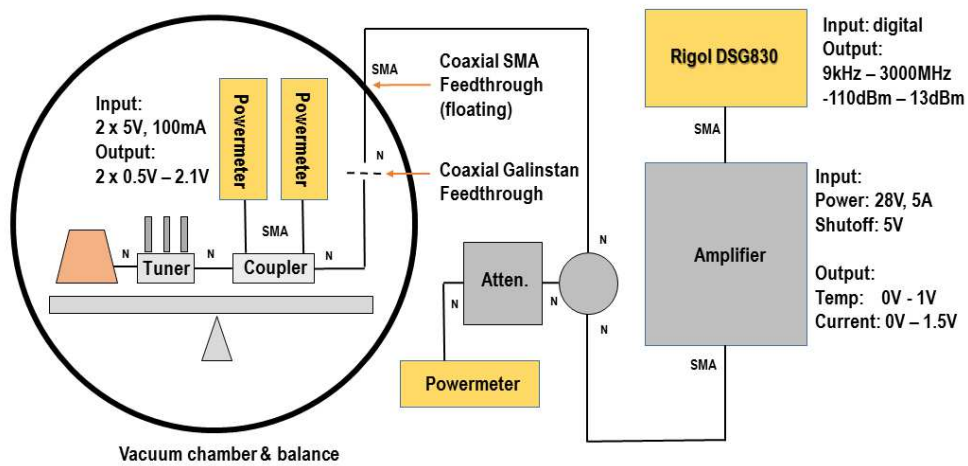 Input:
2 x 5V, 100mA
Output:
2 x 0.5V – 2.1V
Powermeter
Powermeter
SMA
N
Tuner
N
Coupler
N
Vacuum chamber & balance
SMA
Coaxial SMA
Feedthrough
(floating)
N
Coaxial Galinstan
Feedthrough
N
Atten.
N
N
N
Powermeter
Rigol DSG830
SMA
Amplifier
SMA
Input: digital
Output:
9kHz – 3000MHz
-110dBm – 13dBm
Input:
Power: 28V, 5A
Shutoff: 5V
Output:
Temp: 0V - 1V
Current: 0V – 1.5V